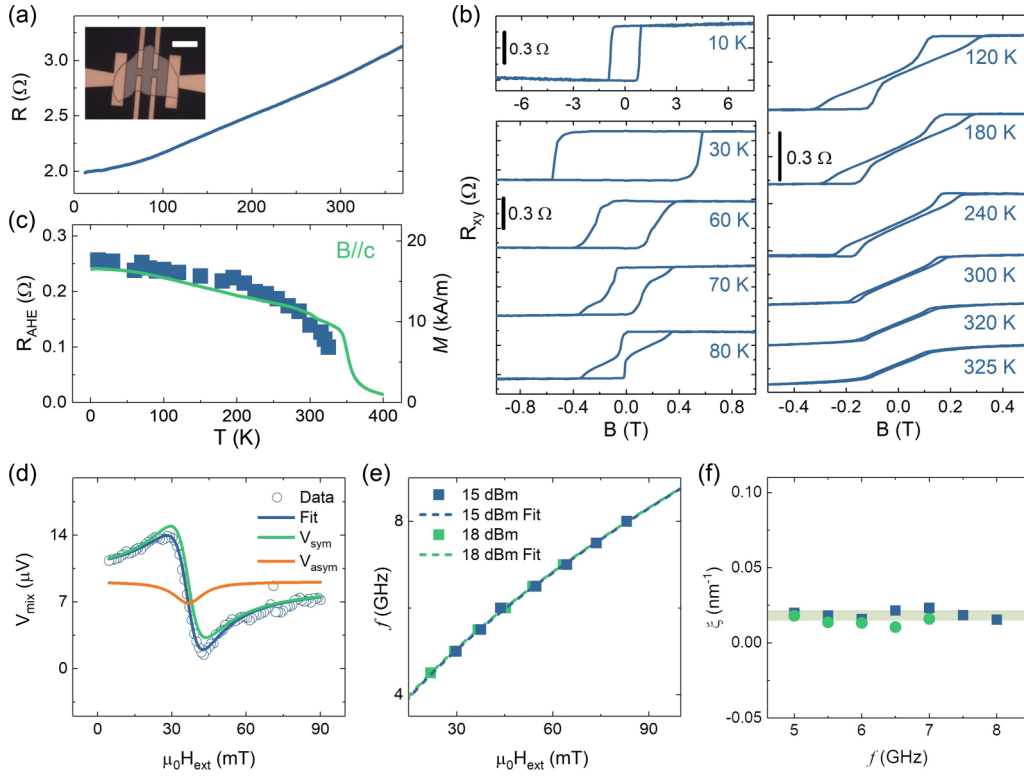 (a)
R (Ω)
3.0
2.5
2.0
0
100
200
300
(c)
R_AHE (Ω)
0.3
0.2
0.1
0.0
B//c
20
10
0
M (kA/m)
0
100
200
300
400
T (K)
(b)
0.3 Ω
10 K
-6
-3
0
3
6
30 K
0.3 Ω
60 K
70 K
80 K
R_xy (Ω)
-0.8
-0.4
0.0
0.4
0.8
B (T)
120 K
180 K
0.3 Ω
240 K
300 K
320 K
325 K
-0.4
-0.2
0.0
0.2
0.4
B (T)
(d)
V_mix (μV)
14
7
0
Data
Fit
V_sym
V_asym
0
30
60
90
μ₀H_ext (mT)
(e)
f (GHz)
8
4
15 dBm
15 dBm Fit
18 dBm
18 dBm Fit
30
60
90
μ₀H_ext (mT)
(f)
ξ (nm⁻¹)
0.10
0.05
0.00
-0.05
5
6
7
8
f (GHz)